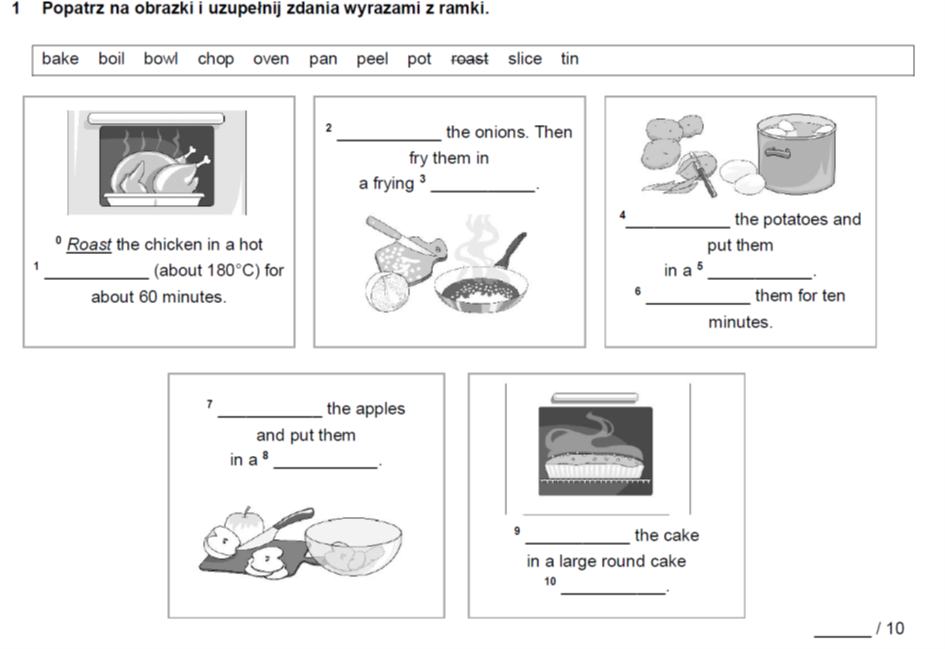 1 Popatrz na obrazki i uzupełnij zdania wyrazami z ramki.
bake boil bowl chop oven pan peel pot roast slice tin
0 Roast the chicken in a hot
1 __________ (about 180°C) for
about 60 minutes.
2 __________ the onions. Then
fry them in
a frying 3 __________.
4 __________ the potatoes and
put them
in a 5 __________.
6 __________ them for ten
minutes.
7 __________ the apples
and put them
in a 8 __________.
9 __________ the cake
in a large round cake
10 __________.
______ / 10